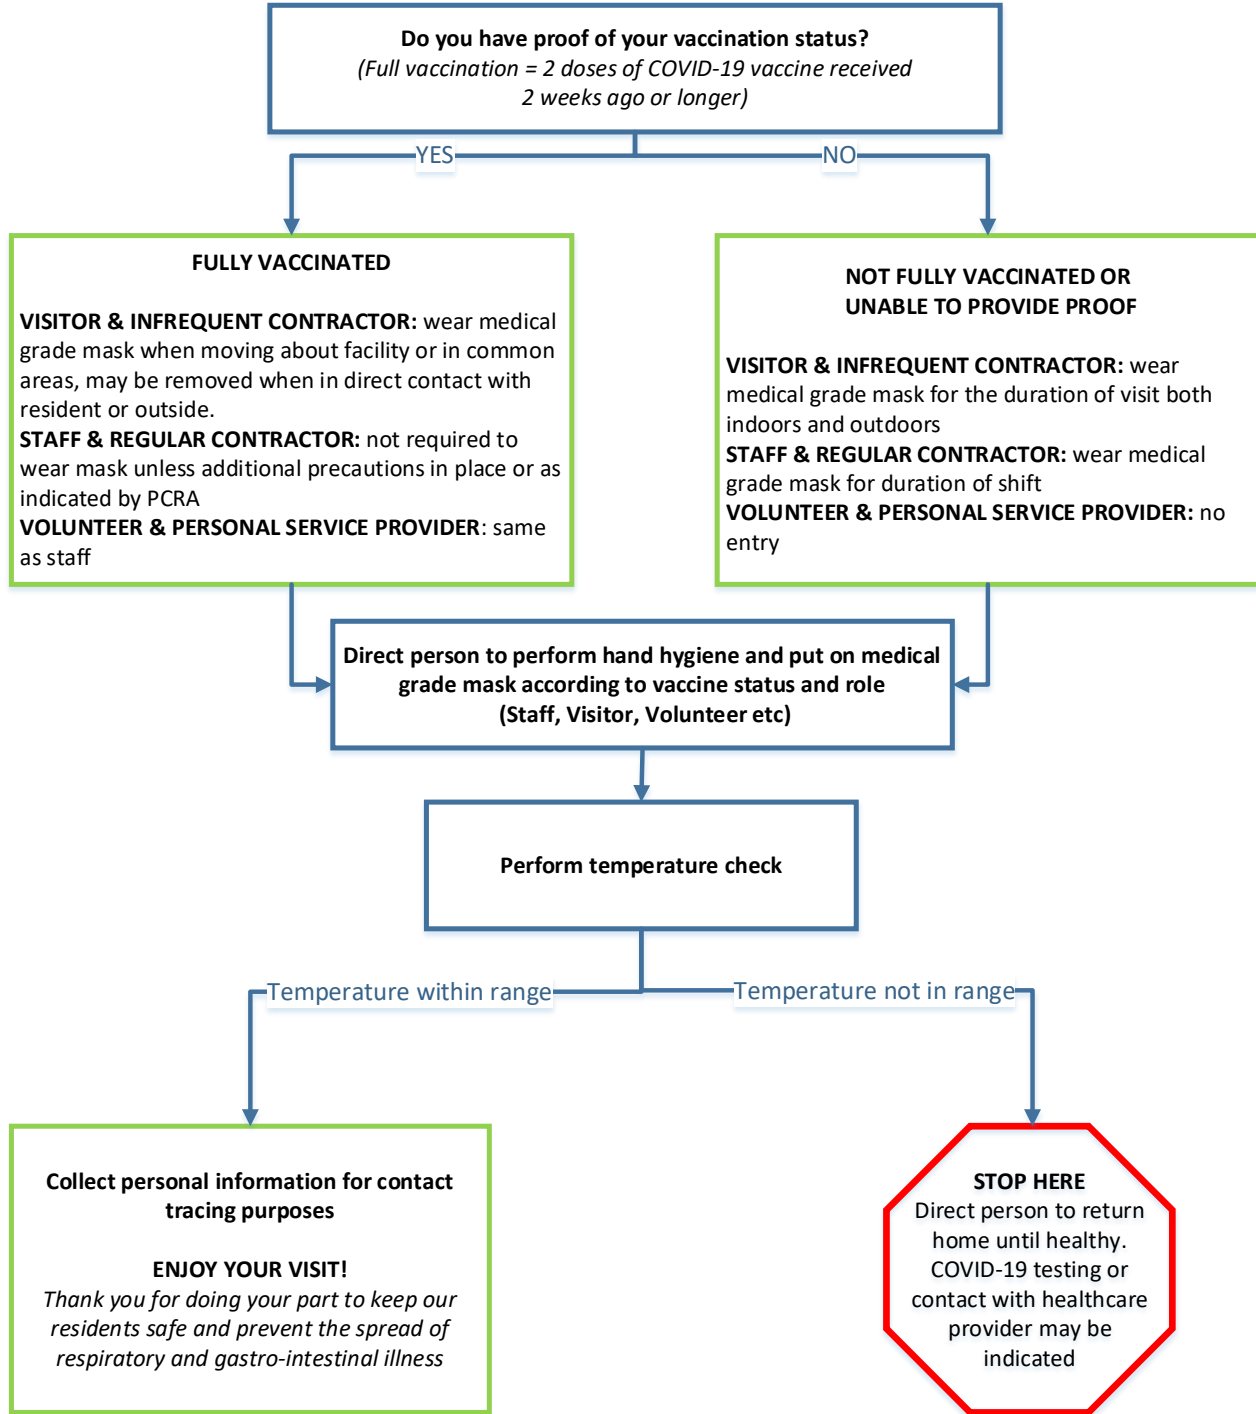 Do you have proof of your vaccination status?
(Full vaccination = 2 doses of COVID-19 vaccine received
2 weeks ago or longer)
YES
NO
FULLY VACCINATED
VISITOR & INFREQUENT CONTRACTOR: wear medical
grade mask when moving about facility or in common
areas, may be removed when in direct contact with
resident or outside.
STAFF & REGULAR CONTRACTOR: not required to
wear mask unless additional precautions in place or as
indicated by PCRA
VOLUNTEER & PERSONAL SERVICE PROVIDER: same
as staff
NOT FULLY VACCINATED OR
UNABLE TO PROVIDE PROOF
VISITOR & INFREQUENT CONTRACTOR: wear
medical grade mask for the duration of visit both
indoors and outdoors
STAFF & REGULAR CONTRACTOR: wear medical
grade mask for duration of shift
VOLUNTEER & PERSONAL SERVICE PROVIDER: no
entry
Direct person to perform hand hygiene and put on medical
grade mask according to vaccine status and role
(Staff, Visitor, Volunteer etc)
Perform temperature check
Temperature within range
Temperature not in range
Collect personal information for contact
tracing purposes
ENJOY YOUR VISIT!
Thank you for doing your part to keep our
residents safe and prevent the spread of
respiratory and gastro-intestinal illness
STOP HERE
Direct person to return
home until healthy.
COVID-19 testing or
contact with healthcare
provider may be
indicated